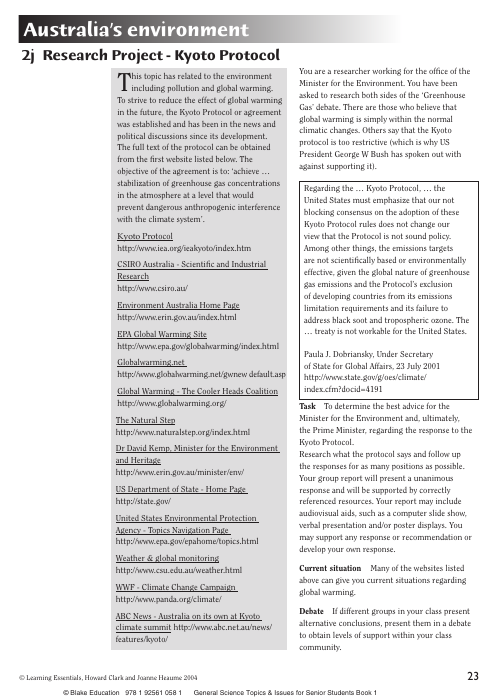 Australia's environment
2j Research Project - Kyoto Protocol
This topic has related to the environment
including pollution and global warming.
To strive to reduce the effect of global warming
in the future, the Kyoto Protocol or agreement
was established and has been in the news and
political discussions since its development.
The full text of the protocol can be obtained
from the first website listed below. The
objective of the agreement is to: 'achieve …
stabilization of greenhouse gas concentrations
in the atmosphere at a level that would
prevent dangerous anthropogenic interference
with the climate system'.
Kyoto Protocol
http://www.iea.org/ieakyoto/index.htm
CSIRO Australia - Scientific and Industrial
Research
http://www.csiro.au/
Environment Australia Home Page
http://www.erin.gov.au/index.html
EPA Global Warming Site
http://www.epa.gov/globalwarming/index.html
Globalwarming.net
http://www.globalwarming.net/gwnew default.asp
Global Warming - The Cooler Heads Coalition
http://www.globalwarming.org/
The Natural Step
http://www.naturalstep.org/index.html
Dr David Kemp, Minister for the Environment
and Heritage
http://www.erin.gov.au/minister/env/
US Department of State - Home Page
http://state.gov/
United States Environmental Protection
Agency - Topics Navigation Page
http://www.epa.gov/epahome/topics.html
Weather & global monitoring
http://www.csu.edu.au/weather.html
WWF - Climate Change Campaign
http://www.panda.org/climate/
ABC News - Australia on its own at Kyoto
climate summit http://www.abc.net.au/news/
features/kyoto/
You are a researcher working for the office of the
Minister for the Environment. You have been
asked to research both sides of the 'Greenhouse
Gas' debate. There are those who believe that
global warming is simply within the normal
climatic changes. Others say that the Kyoto
protocol is too restrictive (which is why US
President George W Bush has spoken out with
against supporting it).
Regarding the … Kyoto Protocol, … the
United States must emphasize that our not
blocking consensus on the adoption of these
Kyoto Protocol rules does not change our
view that the Protocol is not sound policy.
Among other things, the emissions targets
are not scientifically based or environmentally
effective, given the global nature of greenhouse
gas emissions and the Protocol's exclusion
of developing countries from its emissions
limitation requirements and its failure to
address black soot and tropospheric ozone. The
… treaty is not workable for the United States.
Paula J. Dobriansky, Under Secretary
of State for Global Affairs, 23 July 2001
http://www.state.gov/g/oes/climate/
index.cfm?docid=4191
Task To determine the best advice for the
Minister for the Environment and, ultimately,
the Prime Minister, regarding the response to the
Kyoto Protocol.
Research what the protocol says and follow up
the responses for as many positions as possible.
Your group report will present a unanimous
response and will be supported by correctly
referenced resources. Your report may include
audiovisual aids, such as a computer slide show,
verbal presentation and/or poster displays. You
may support any response or recommendation or
develop your own response.
Current situation Many of the websites listed
above can give you current situations regarding
global warming.
Debate If different groups in your class present
alternative conclusions, present them in a debate
to obtain levels of support within your class
community.
© Learning Essentials, Howard Clark and Joanne Heaume 2004
23
© Blake Education 978 1 92561 058 1 General Science Topics & Issues for Senior Students Book 1